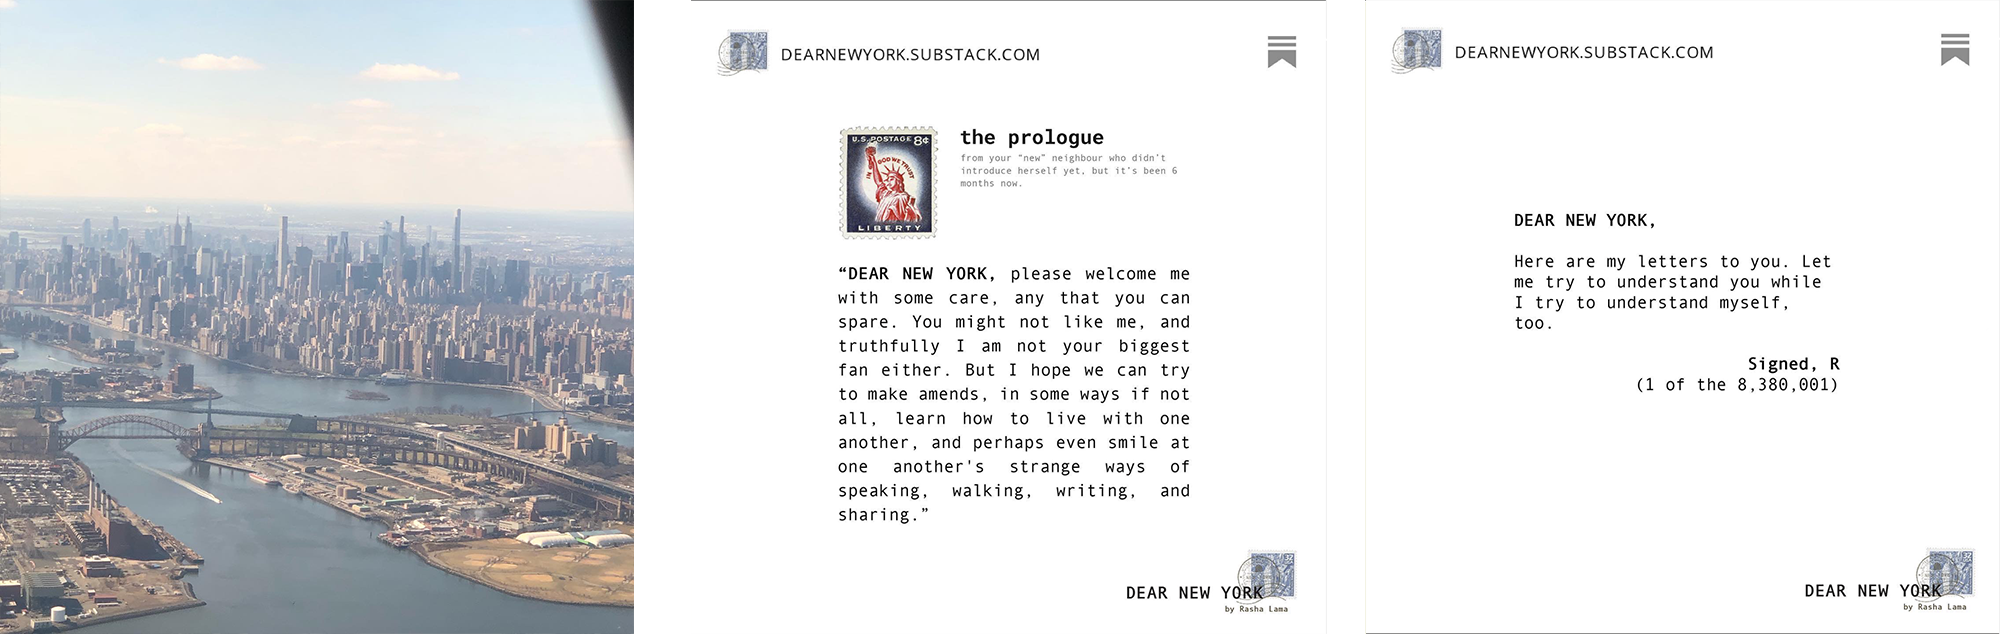 DEARNEWYORK.SUBSTACK.COM
U.S. POSTAGE 8¢
IN GOD WE TRUST
LIBERTY
the prologue
from your "new" neighbour who didn't
introduce herself yet, but it's been 6
months now.
“DEAR NEW YORK, please welcome me
with some care, any that you can
spare. You might not like me, and
truthfully I am not your biggest
fan either. But I hope we can try
to make amends, in some ways if not
all, learn how to live with one
another, and perhaps even smile at
one another's strange ways of
speaking, walking, writing, and
sharing.”
DEAR NEW YORK
by Rasha Lama
DEARNEWYORK.SUBSTACK.COM
DEAR NEW YORK,
Here are my letters to you. Let
me try to understand you while
I try to understand myself,
too.
Signed, R
(1 of the 8,380,001)
DEAR NEW YORK
by Rasha Lama